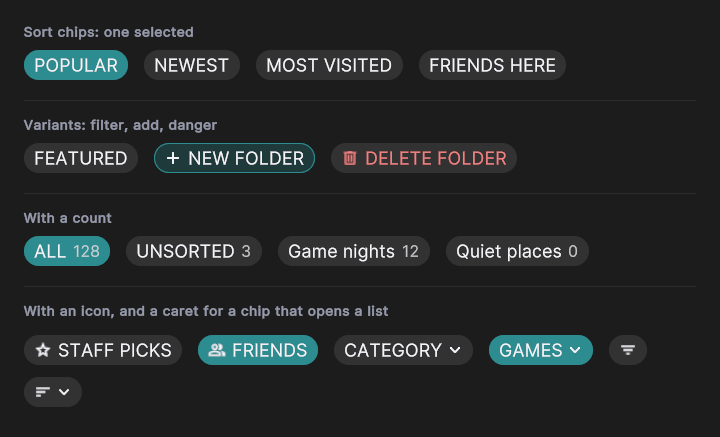 Sort chips: one selected
POPULAR NEWEST MOST VISITED FRIENDS HERE
Variants: filter, add, danger
FEATURED + NEW FOLDER DELETE FOLDER
With a count
ALL 128 UNSORTED 3 Game nights 12 Quiet places 0
With an icon, and a caret for a chip that opens a list
STAFF PICKS FRIENDS CATEGORY GAMES